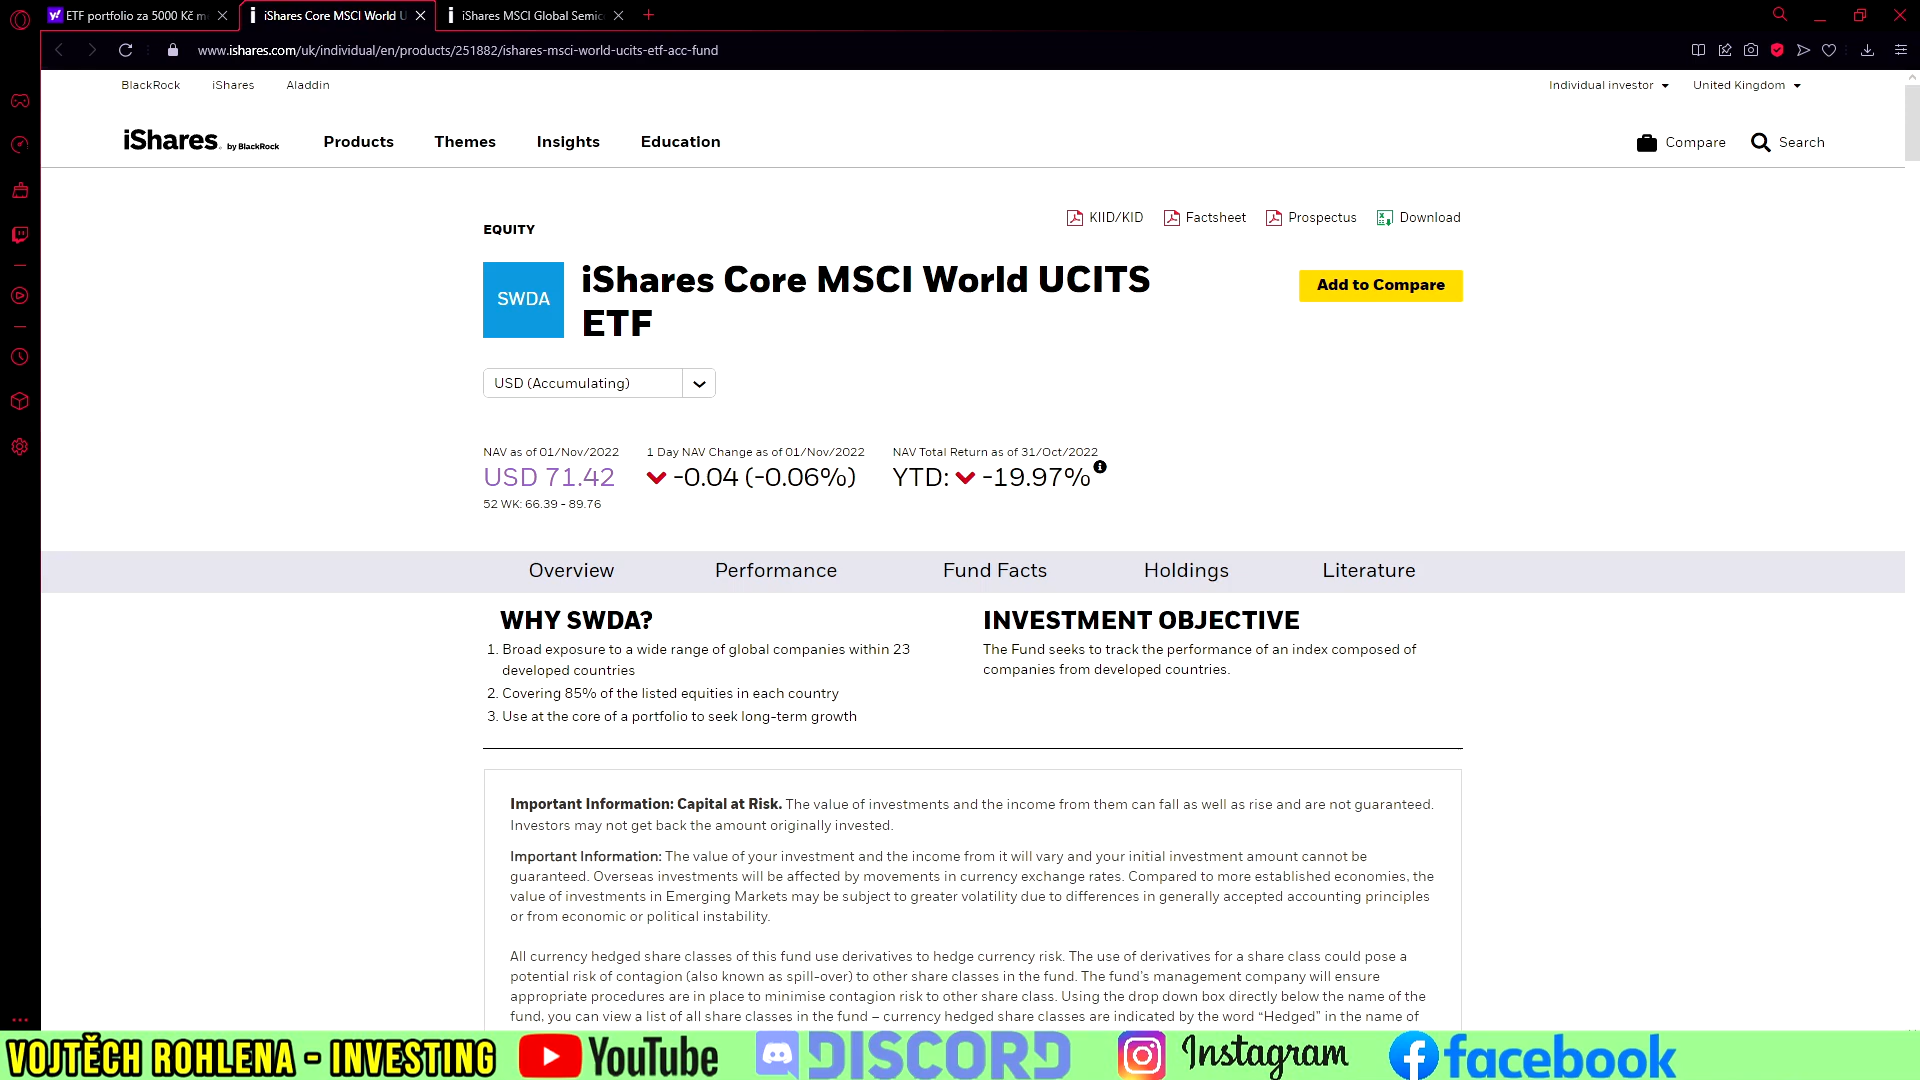 ETF portfolio za 5000 Kč m
iShares Core MSCI World U
iShares MSCI Global Semic
www.ishares.com/uk/individual/en/products/251882/ishares-msci-world-ucits-etf-acc-fund
BlackRock iShares Aladdin Individual investor United Kingdom
iShares. by BlackRock Products Themes Insights Education Compare Search
KIID/KID Factsheet Prospectus Download
EQUITY
SWDA
iShares Core MSCI World UCITS
ETF
Add to Compare
USD (Accumulating)
NAV as of 01/Nov/2022 1 Day NAV Change as of 01/Nov/2022 NAV Total Return as of 31/Oct/2022
USD 71.42 -0.04 (-0.06%) YTD: -19.97%
52 WK: 66.39 - 89.76
Overview Performance Fund Facts Holdings Literature
WHY SWDA?
1. Broad exposure to a wide range of global companies within 23
developed countries
2. Covering 85% of the listed equities in each country
3. Use at the core of a portfolio to seek long-term growth
INVESTMENT OBJECTIVE
The Fund seeks to track the performance of an index composed of
companies from developed countries.
Important Information: Capital at Risk. The value of investments and the income from them can fall as well as rise and are not guaranteed.
Investors may not get back the amount originally invested.
Important Information: The value of your investment and the income from it will vary and your initial investment amount cannot be
guaranteed. Overseas investments will be affected by movements in currency exchange rates. Compared to more established economies, the
value of investments in Emerging Markets may be subject to greater volatility due to differences in generally accepted accounting principles
or from economic or political instability.
All currency hedged share classes of this fund use derivatives to hedge currency risk. The use of derivatives for a share class could pose a
potential risk of contagion (also known as spill-over) to other share classes in the fund. The fund's management company will ensure
appropriate procedures are in place to minimise contagion risk to other share class. Using the drop down box directly below the name of the
fund, you can view a list of all share classes in the fund – currency hedged share classes are indicated by the word “Hedged” in the name of
VOJTĚCH ROHLENA - INVESTING YouTube DISCORD Instagram facebook